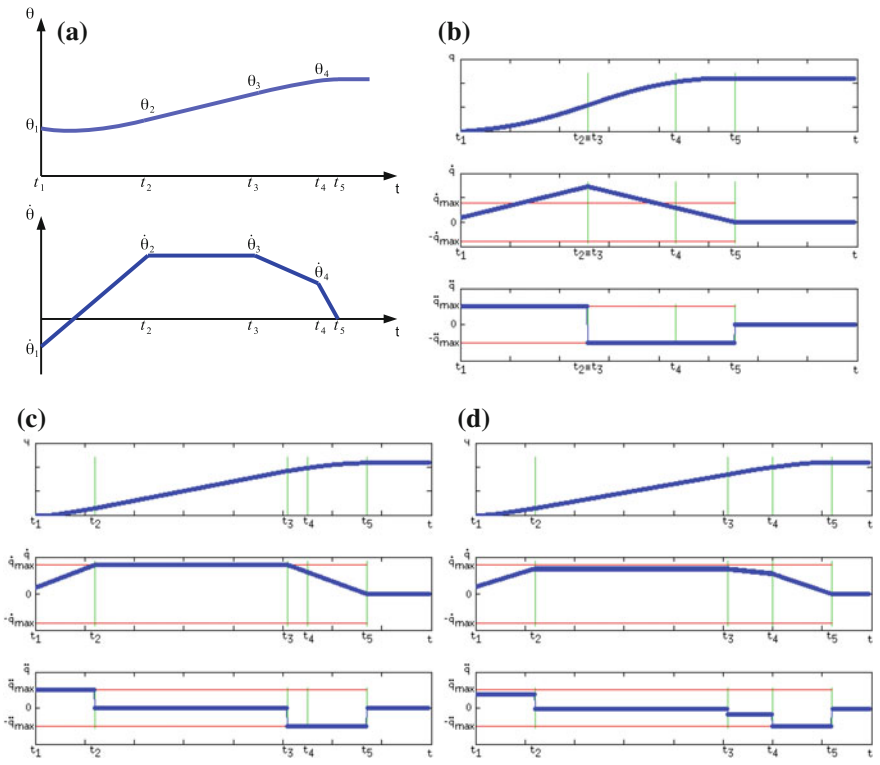 (a)
θ
θ₁
θ₂
θ₃
θ₄
t₁ t₂ t₃ t₄ t₅ t
θ̇
θ̇₁
θ̇₂
θ̇₃
θ̇₄
t₂ t₃ t₄ t₅ t
(b)
q
t₁ t₂≡t₃ t₄ t₅ t
q̇
q̇max
0
-q̇max
t₁ t₂≡t₃ t₄ t₅ t
q̈
q̈max
0
-q̈max
t₁ t₂≡t₃ t₄ t₅ t
(c)
q
t₁ t₂ t₃ t₄ t₅ t
q̇
q̇max
0
-q̇max
t₁ t₂ t₃ t₄ t₅ t
q̈
q̈max
0
-q̈max
t₁ t₂ t₃ t₄ t₅ t
(d)
q
t₁ t₂ t₃ t₄ t₅ t
q̇
q̇max
0
-q̇max
t₁ t₂ t₃ t₄ t₅ t
q̈
q̈max
0
-q̈max
t₁ t₂ t₃ t₄ t₅ t